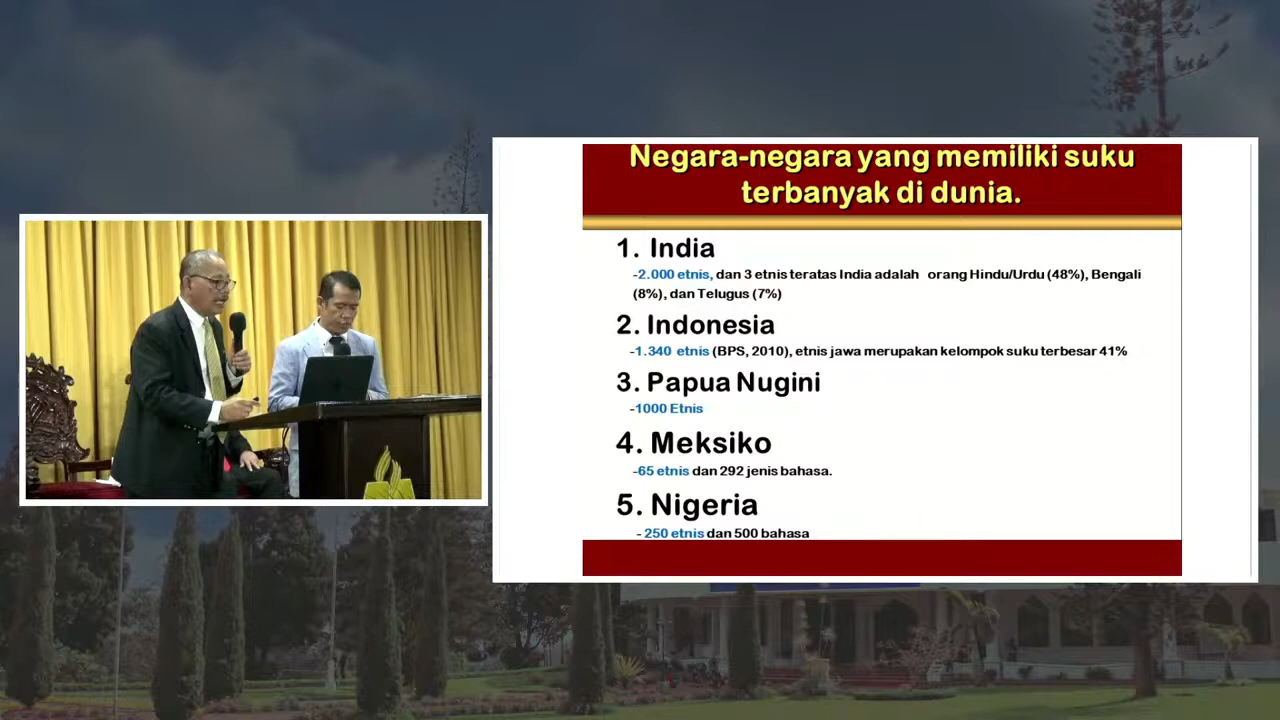 Negara-negara yang memiliki suku
terbanyak di dunia.
1. India
-2.000 etnis, dan 3 etnis teratas India adalah orang Hindu/Urdu (48%), Bengali
(8%), dan Telugus (7%)
2. Indonesia
-1.340 etnis (BPS, 2010), etnis jawa merupakan kelompok suku terbesar 41%
3. Papua Nugini
-1000 Etnis
4. Meksiko
-65 etnis dan 292 jenis bahasa.
5. Nigeria
- 250 etnis dan 500 bahasa